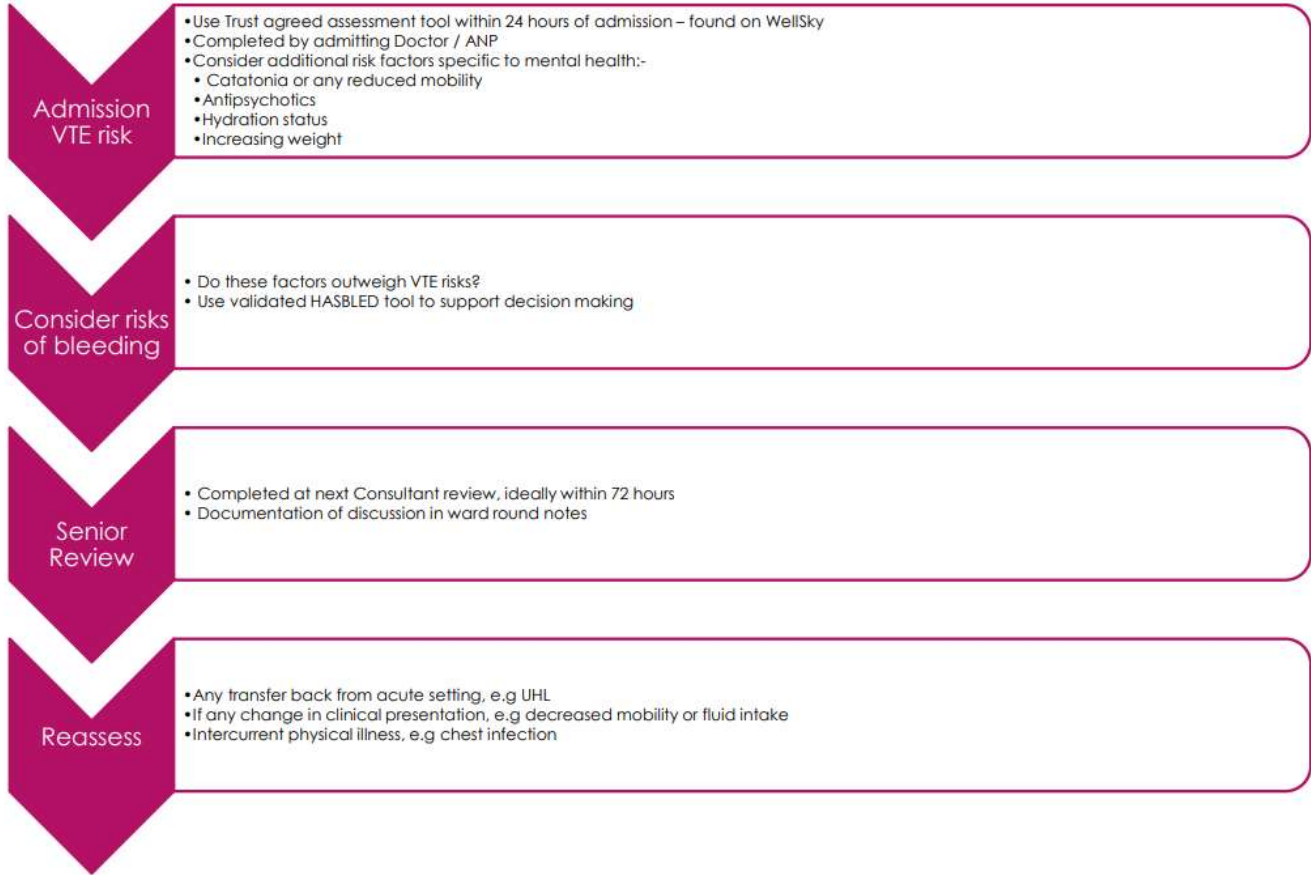 Admission
VTE risk
•Use Trust agreed assessment tool within 24 hours of admission – found on WellSky
•Completed by admitting Doctor / ANP
•Consider additional risk factors specific to mental health:-
• Catatonia or any reduced mobility
•Antipsychotics
•Hydration status
•Increasing weight
Consider risks
of bleeding
• Do these factors outweigh VTE risks?
• Use validated HASBLED tool to support decision making
Senior
Review
• Completed at next Consultant review, ideally within 72 hours
• Documentation of discussion in ward round notes
Reassess
•Any transfer back from acute setting, e.g UHL
•If any change in clinical presentation, e.g decreased mobility or fluid intake
•Intercurrent physical illness, e.g chest infection